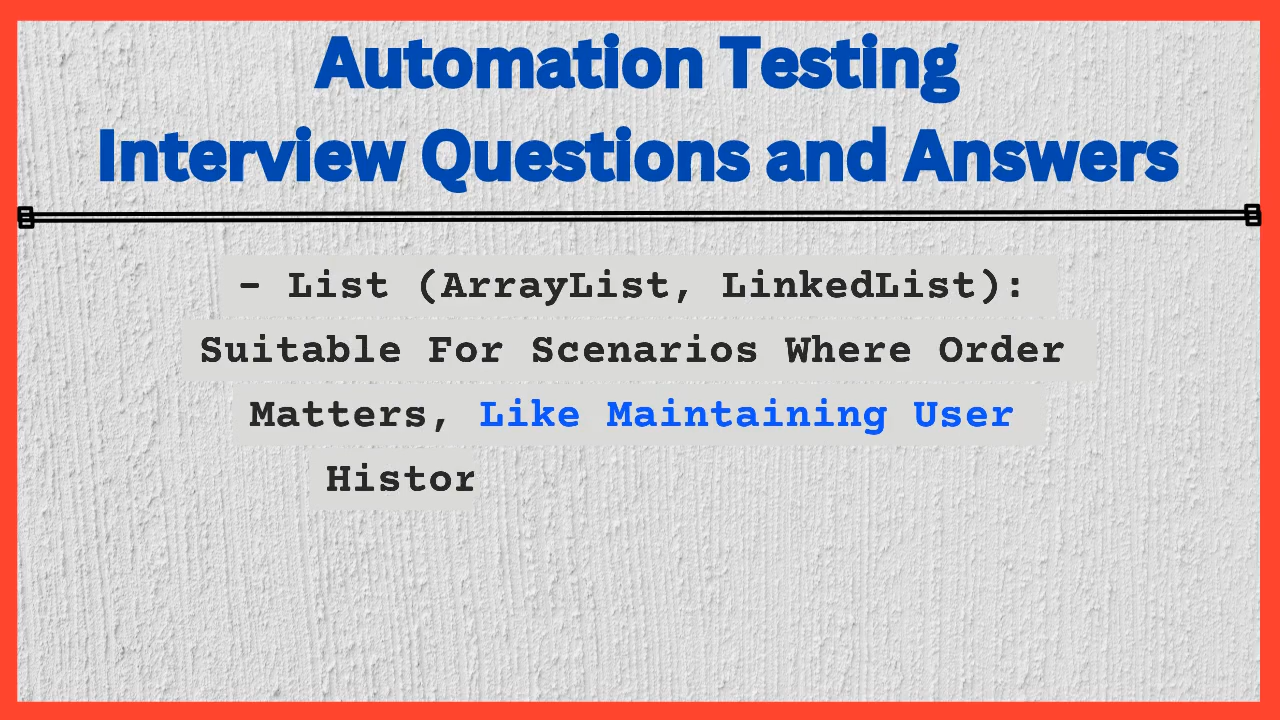 Automation Testing
Interview Questions and Answers
- List (ArrayList, LinkedList):
Suitable For Scenarios Where Order
Matters, Like Maintaining User
Histor